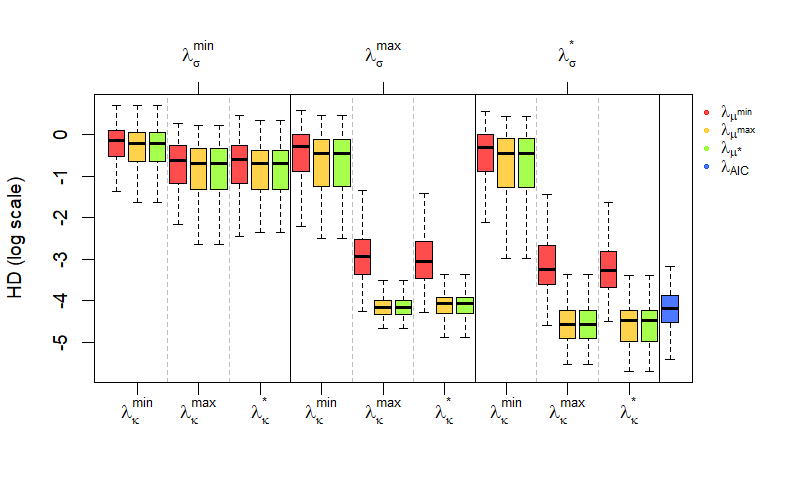 λσmin λσmax λσ*
HD (log scale)
0
-1
-2
-3
-4
-5
λκmin λκmax λκ* λκmin λκmax λκ* λκmin λκmax λκ*
λμmin
λμmax
λμ*
λAIC